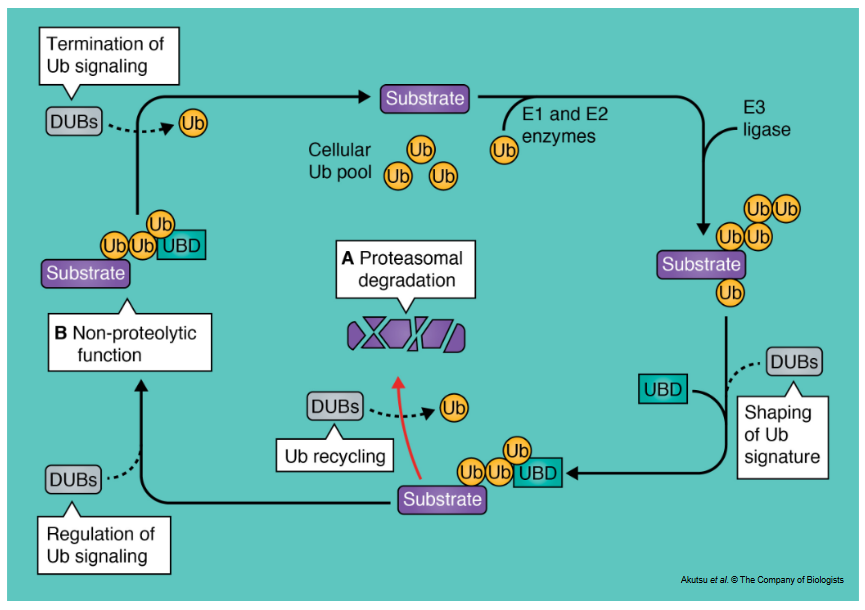 Termination of
Ub signaling
DUBs
Ub
Substrate
E1 and E2
enzymes
Ub
E3
ligase
Cellular
Ub pool
Ub
Ub
Ub
Ub
Ub
Ub
Ub
Substrate
Ub
Ub
Ub
Ub
UBD
Substrate
A Proteasomal
degradation
B Non-proteolytic
function
DUBs
Ub
Ub recycling
UBD
DUBs
Shaping
of Ub
signature
Ub
Ub
Ub
UBD
Substrate
DUBs
Regulation of
Ub signaling
Akutsu et al. © The Company of Biologists